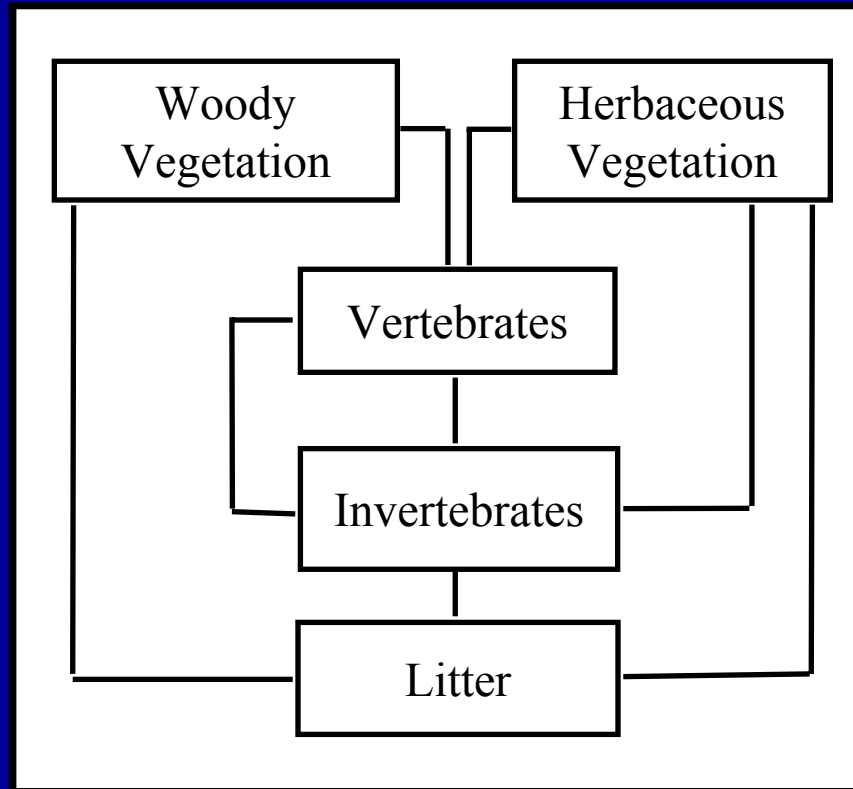 Woody
Vegetation
Herbaceous
Vegetation
Vertebrates
Invertebrates
Litter